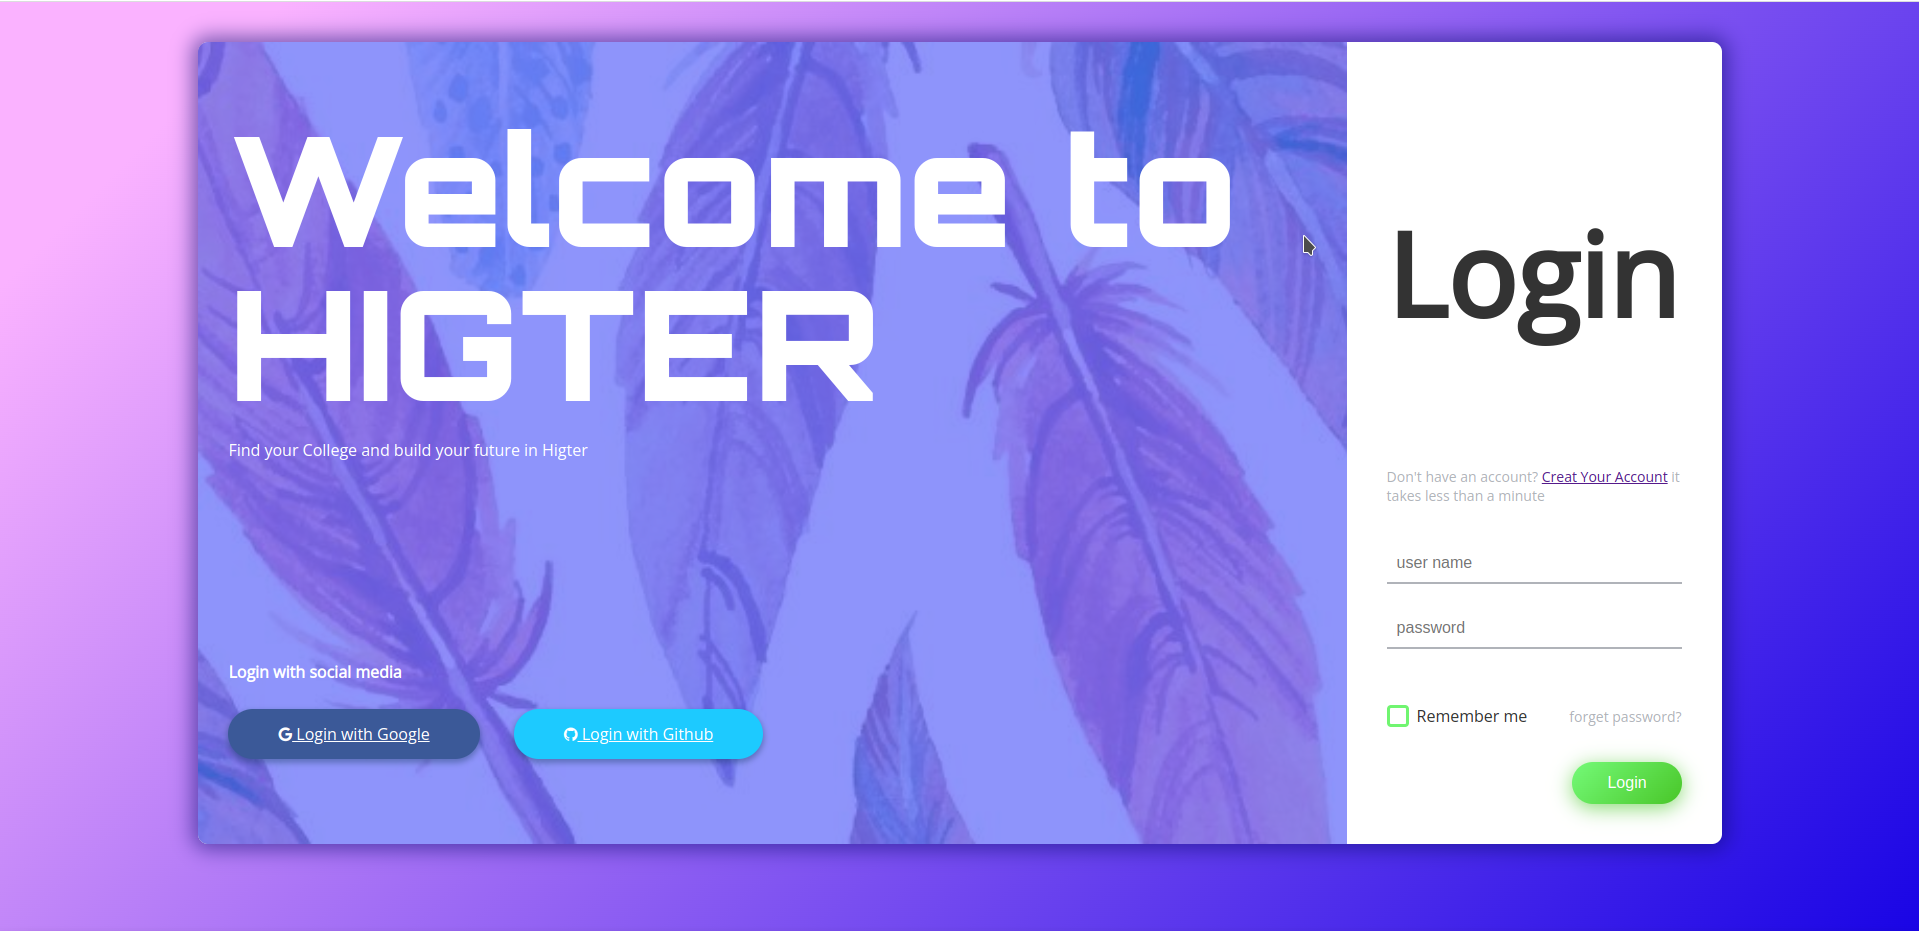 Welcome to
HIGTER
Find your College and build your future in Higter
Login with social media
Login with Google
Login with Github
Login
Don't have an account? Creat Your Account it
takes less than a minute
user name
password
Remember me
forget password?
Login